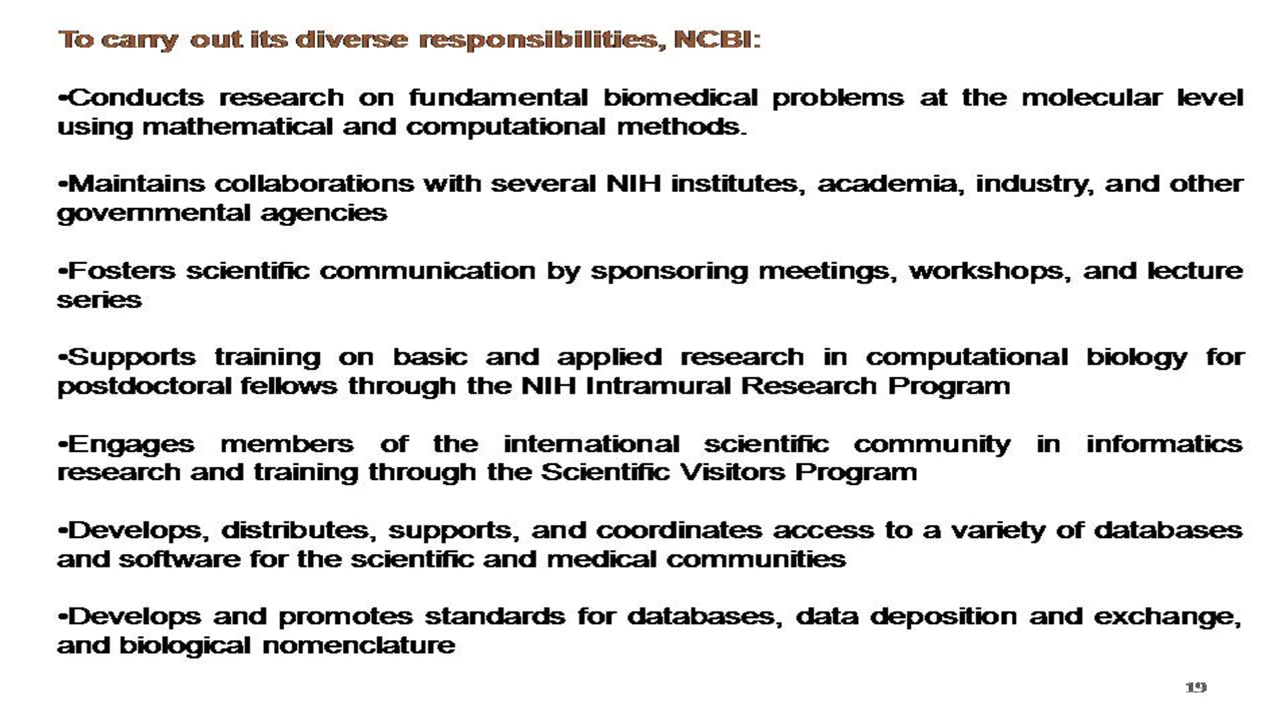 To carry out its diverse responsibilities, NCBI:
•Conducts research on fundamental biomedical problems at the molecular level
using mathematical and computational methods.
•Maintains collaborations with several NIH institutes, academia, industry, and other
governmental agencies
•Fosters scientific communication by sponsoring meetings, workshops, and lecture
series
•Supports training on basic and applied research in computational biology for
postdoctoral fellows through the NIH Intramural Research Program
•Engages members of the international scientific community in informatics
research and training through the Scientific Visitors Program
•Develops, distributes, supports, and coordinates access to a variety of databases
and software for the scientific and medical communities
•Develops and promotes standards for databases, data deposition and exchange,
and biological nomenclature
19